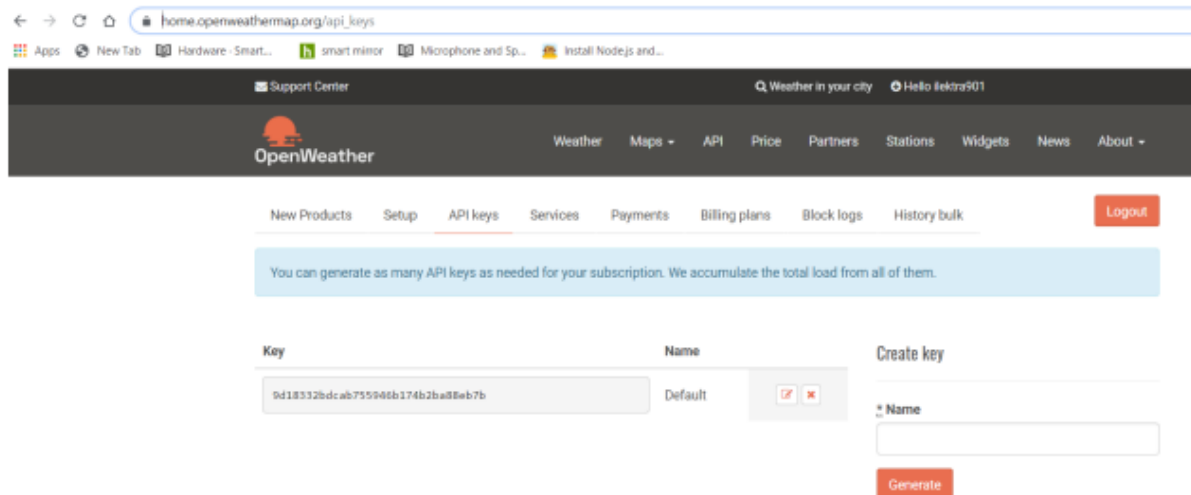 home.openweathermap.org/api_keys
Apps New Tab Hardware - Smart... smart mirror Microphone and Sp... Install Node.js and...
Support Center Weather in your city Hello ilektra901
OpenWeather Weather Maps API Price Partners Stations Widgets News About
New Products Setup API keys Services Payments Billing plans Block logs History bulk Logout
You can generate as many API keys as needed for your subscription. We accumulate the total load from all of them.
Key Name Create key
9d18332bdcab755946b174b2ba88eb7b Default
* Name
Generate